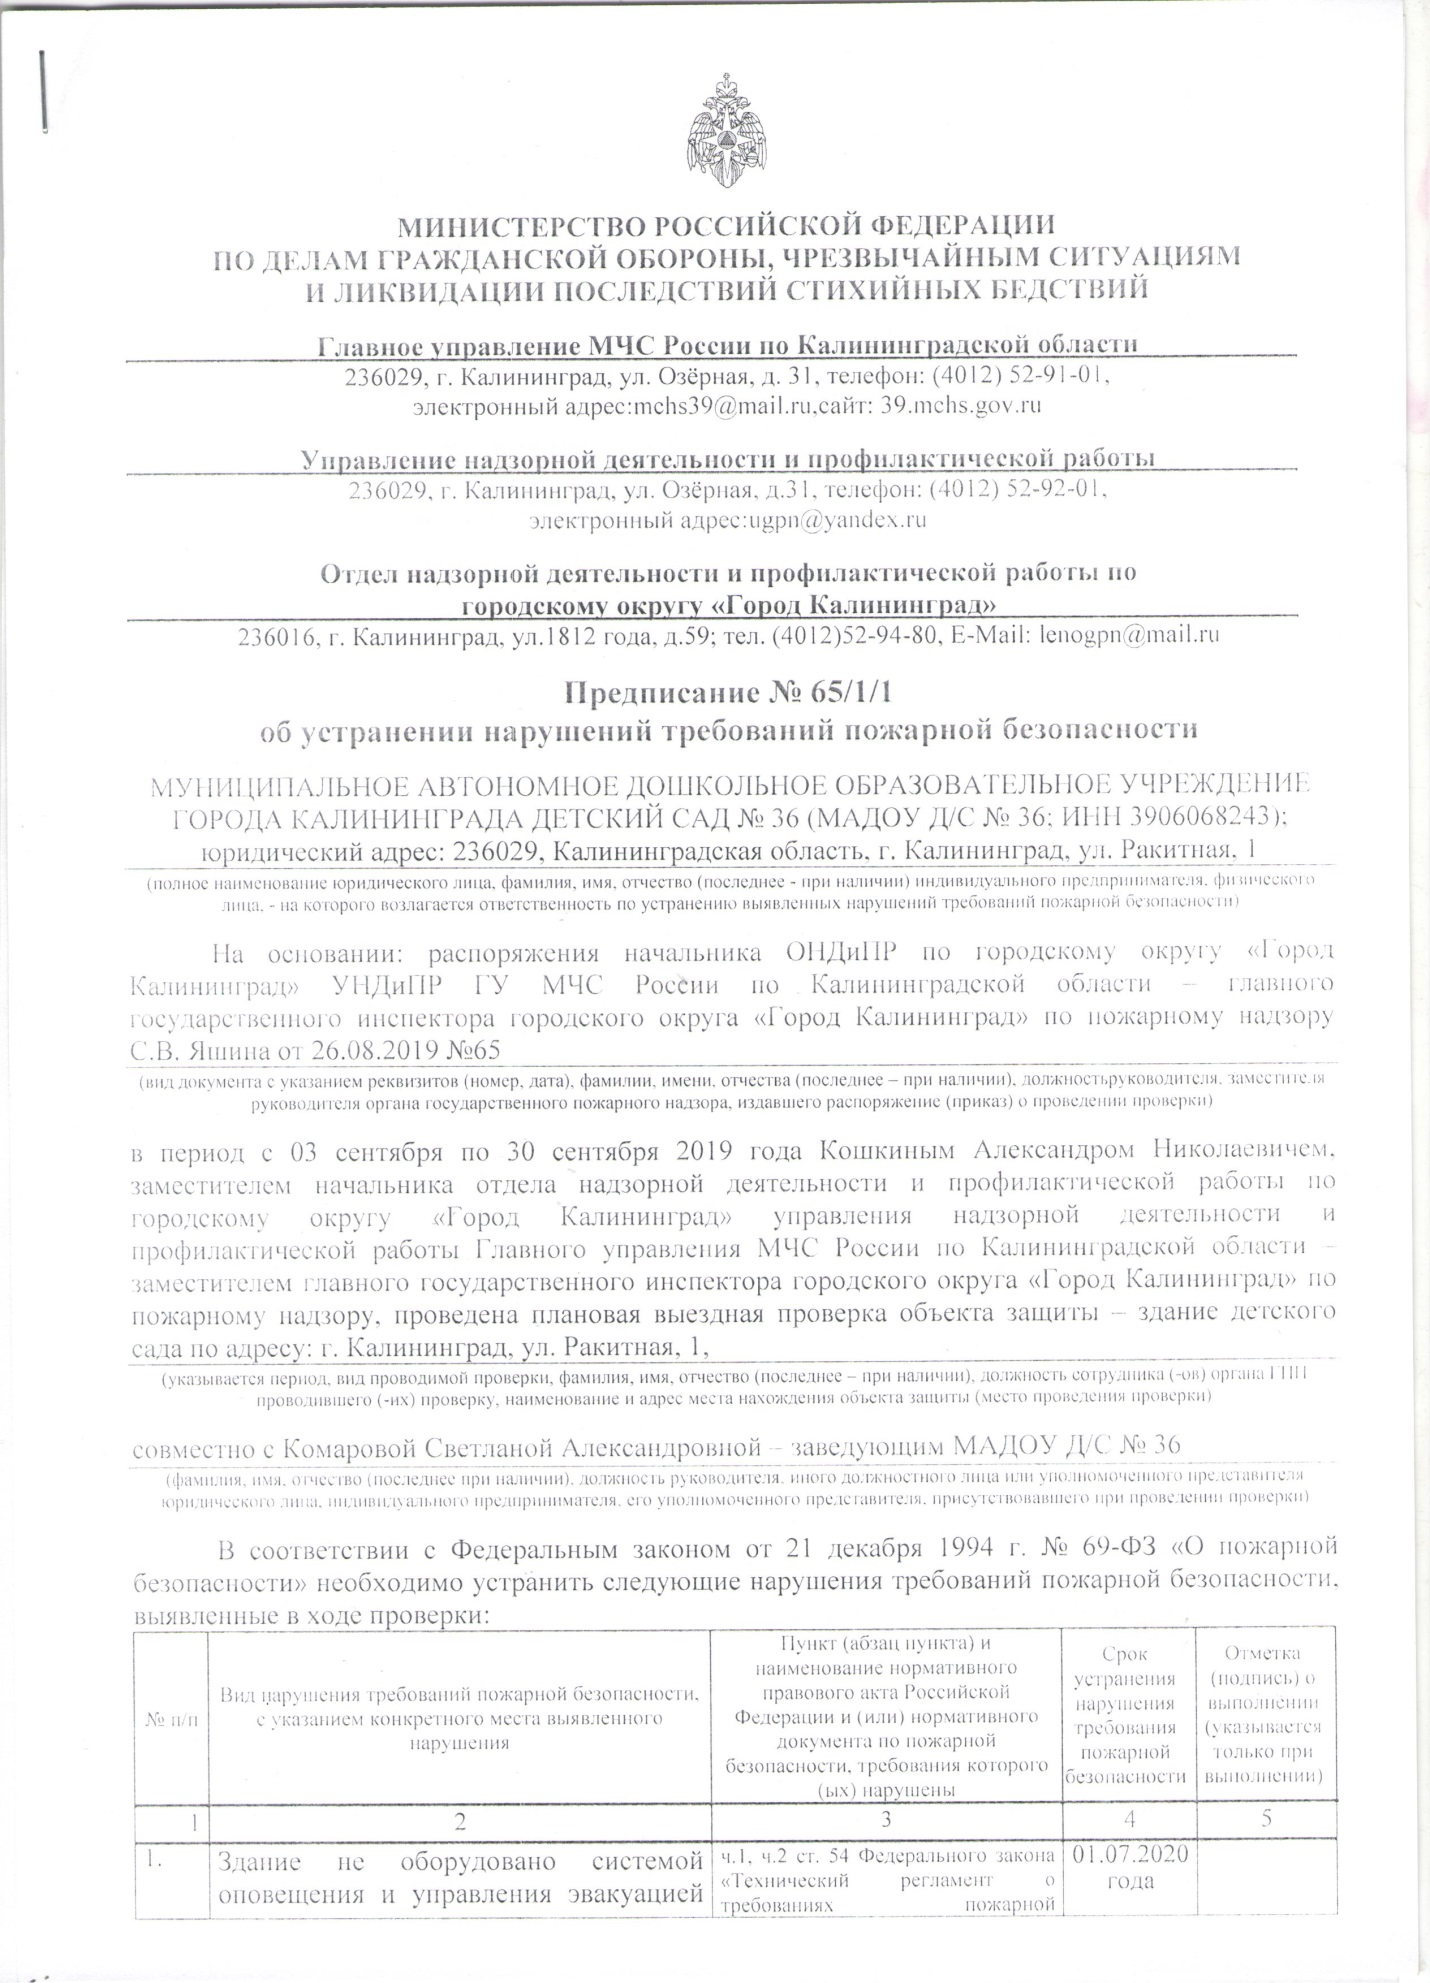 МИНИСТЕРСТВО РОССИЙСКОЙ ФЕДЕРАЦИИ
ПО ДЕЛАМ ГРАЖДАНСКОЙ ОБОРОНЫ, ЧРЕЗВЫЧАЙНЫМ СИТУАЦИЯМ
И ЛИКВИДАЦИИ ПОСЛЕДСТВИЙ СТИХИЙНЫХ БЕДСТВИЙ
Главное управление МЧС России по Калининградской области
236029, г. Калининград, ул. Озёрная, д. 31, телефон: (4012) 52-91-01,
электронный адрес:mchs39@mail.ru,сайт: 39.mchs.gov.ru
Управление надзорной деятельности и профилактической работы
236029, г. Калининград, ул. Озёрная, д.31, телефон: (4012) 52-92-01,
электронный адрес:ugpn@yandex.ru
Отдел надзорной деятельности и профилактической работы по
городскому округу «Город Калининград»
236016, г. Калининград, ул.1812 года, д.59; тел. (4012)52-94-80, E-Mail: lenogpn@mail.ru
Предписание № 65/1/1
об устранении нарушений требований пожарной безопасности
МУНИЦИПАЛЬНОЕ АВТОНОМНОЕ ДОШКОЛЬНОЕ ОБРАЗОВАТЕЛЬНОЕ УЧРЕЖДЕНИЕ
ГОРОДА КАЛИНИНГРАДА ДЕТСКИЙ САД № 36 (МАДОУ Д/С № 36; ИНН 3906068243);
юридический адрес: 236029, Калининградская область, г. Калининград, ул. Ракитная, 1
(полное наименование юридического лица, фамилия, имя, отчество (последнее - при наличии) индивидуального предпринимателя, физического
лица, - на которого возлагается ответственность по устранению выявленных нарушений требований пожарной безопасности)
На основании: распоряжения начальника ОНДиПР по городскому округу «Город
Калининград» УНДиПР ГУ МЧС России по Калининградской области – главного
государственного инспектора городского округа «Город Калининград» по пожарному надзору
С.В. Яшина от 26.08.2019 №65
(вид документа с указанием реквизитов (номер, дата), фамилии, имени, отчества (последнее – при наличии), должностьруководителя, заместителя
руководителя органа государственного пожарного надзора, издавшего распоряжение (приказ) о проведении проверки)
в период с 03 сентября по 30 сентября 2019 года Кошкиным Александром Николаевичем,
заместителем начальника отдела надзорной деятельности и профилактической работы по
городскому округу «Город Калининград» управления надзорной деятельности и
профилактической работы Главного управления МЧС России по Калининградской области –
заместителем главного государственного инспектора городского округа «Город Калининград» по
пожарному надзору, проведена плановая выездная проверка объекта защиты – здание детского
сада по адресу: г. Калининград, ул. Ракитная, 1,
(указывается период, вид проводимой проверки, фамилия, имя, отчество (последнее – при наличии), должность сотрудника (-ов) органа ГПН
проводившего (-их) проверку, наименование и адрес места нахождения объекта защиты (место проведения проверки)
совместно с Комаровой Светланой Александровной – заведующим МАДОУ Д/С № 36
(фамилия, имя, отчество (последнее при наличии), должность руководителя, иного должностного лица или уполномоченного представителя
юридического лица, индивидуального предпринимателя, его уполномоченного представителя, присутствовавшего при проведении проверки)
В соответствии с Федеральным законом от 21 декабря 1994 г. № 69-ФЗ «О пожарной
безопасности» необходимо устранить следующие нарушения требований пожарной безопасности,
выявленные в ходе проверки:
№ п/п
Вид нарушения требований пожарной безопасности,
с указанием конкретного места выявленного
нарушения
Пункт (абзац пункта) и
наименование нормативного
правового акта Российской
Федерации и (или) нормативного
документа по пожарной
безопасности, требования которого
(ых) нарушены
Срок
устранения
нарушения
требования
пожарной
безопасности
Отметка
(подпись) о
выполнении
(указывается
только при
выполнении)
1 2 3 4 5
1.
Здание не оборудовано системой
оповещения и управления эвакуацией
ч.1, ч.2 ст. 54 Федерального закона
«Технический регламент о
требованиях пожарной
01.07.2020
года